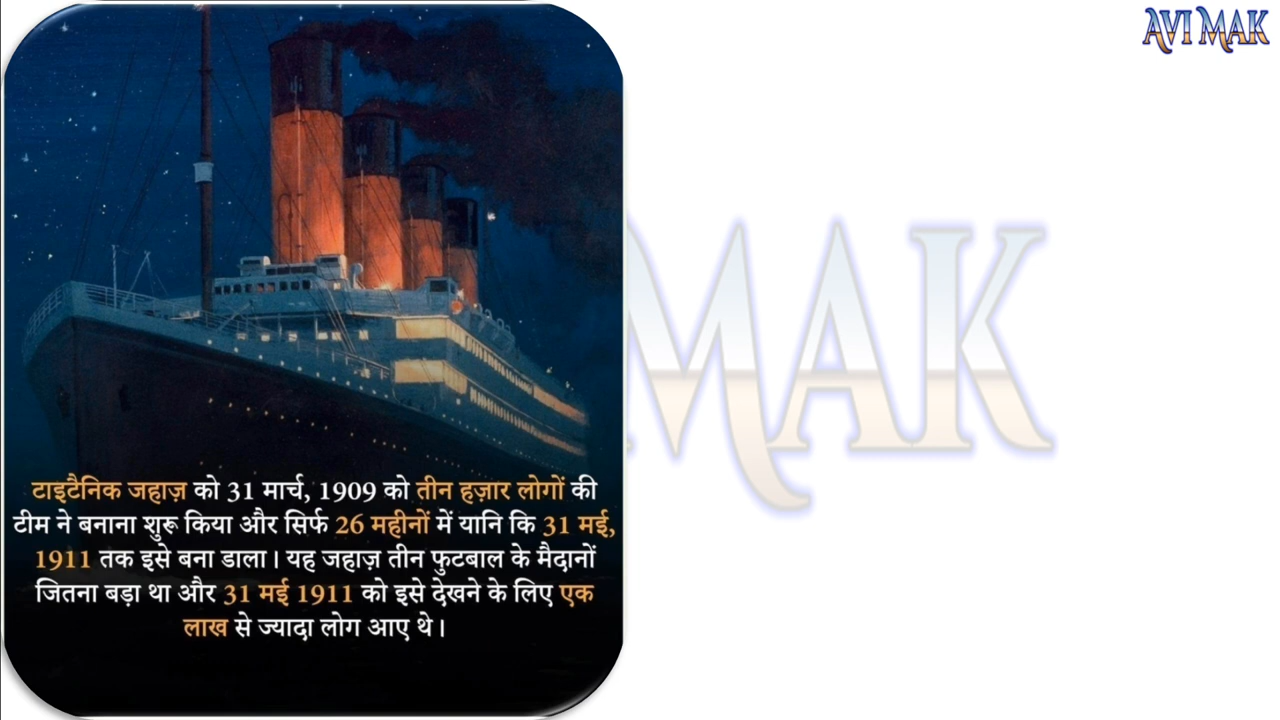 AVI MAK
MAK
टाइटैनिक जहाज़ को 31 मार्च, 1909 को तीन हज़ार लोगों की
टीम ने बनाना शुरू किया और सिर्फ 26 महीनों में यानि कि 31 मई,
1911 तक इसे बना डाला। यह जहाज़ तीन फुटबाल के मैदानों
जितना बड़ा था और 31 मई 1911 को इसे देखने के लिए एक
लाख से ज्यादा लोग आए थे।